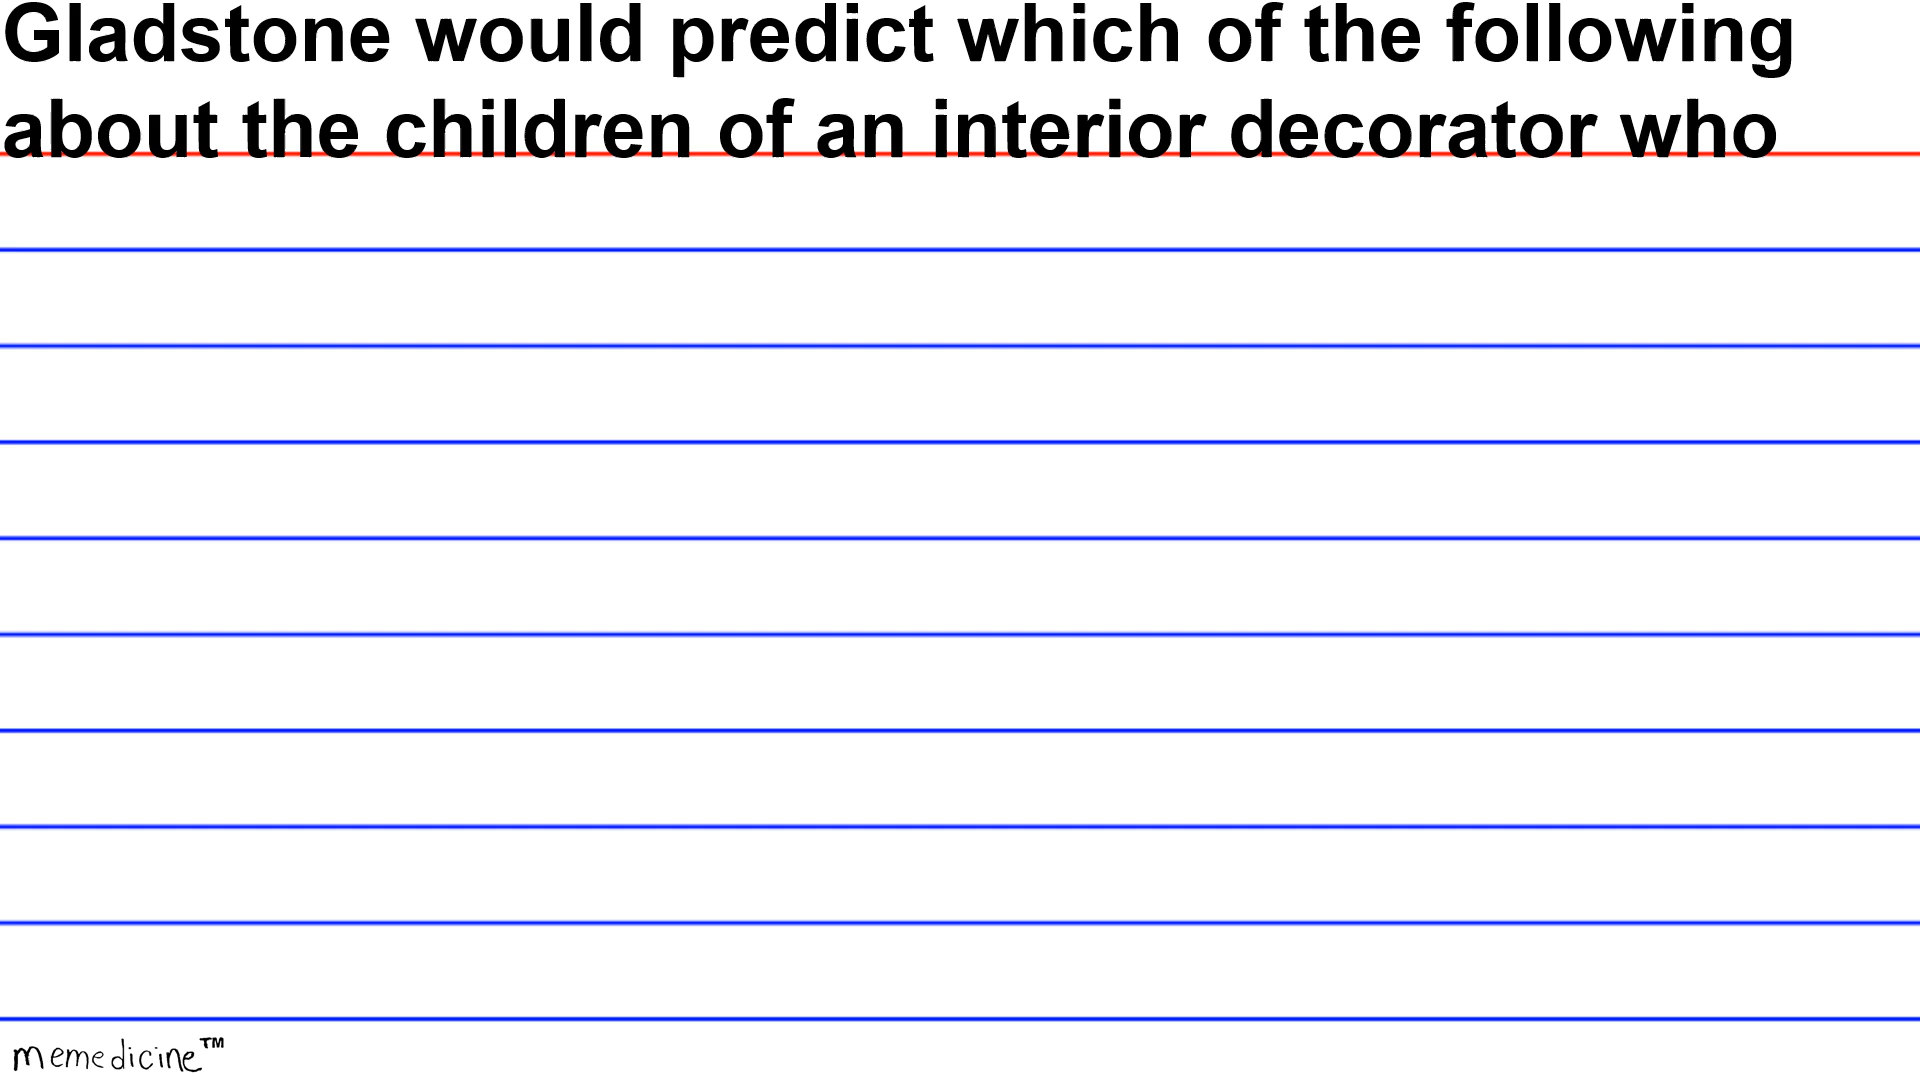 Gladstone would predict which of the following
about the children of an interior decorator who
memedicine™